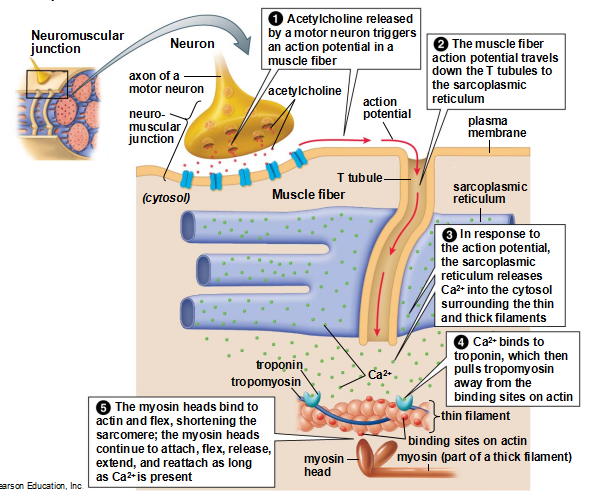 Neuromuscular
junction
Neuron
❶ Acetylcholine released
by a motor neuron triggers
an action potential in a
muscle fiber
❷ The muscle fiber
action potential travels
down the T tubules to
the sarcoplasmic
reticulum
axon of a
motor neuron
acetylcholine
action
potential
neuro-
muscular
junction
plasma
membrane
T tubule
(cytosol)
Muscle fiber
sarcoplasmic
reticulum
❸ In response to
the action potential,
the sarcoplasmic
reticulum releases
Ca2+ into the cytosol
surrounding the thin
and thick filaments
❹ Ca2+ binds to
troponin, which then
pulls tropomyosin
away from the
binding sites on actin
troponin
tropomyosin
Ca2+
❺ The myosin heads bind to
actin and flex, shortening the
sarcomere; the myosin heads
continue to attach, flex, release,
extend, and reattach as long
as Ca2+ is present
thin filament
binding sites on actin
myosin
head
myosin (part of a thick filament)
earson Education, Inc